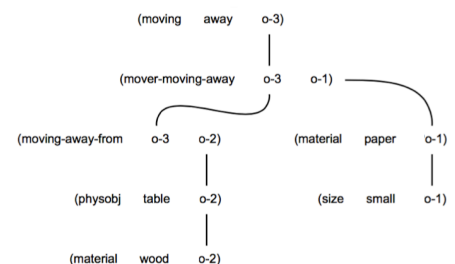 (moving away o-3)
(mover-moving-away o-3 o-1)
(moving-away-from o-3 o-2) (material paper o-1)
(physobj table o-2) (size small o-1)
(material wood o-2)